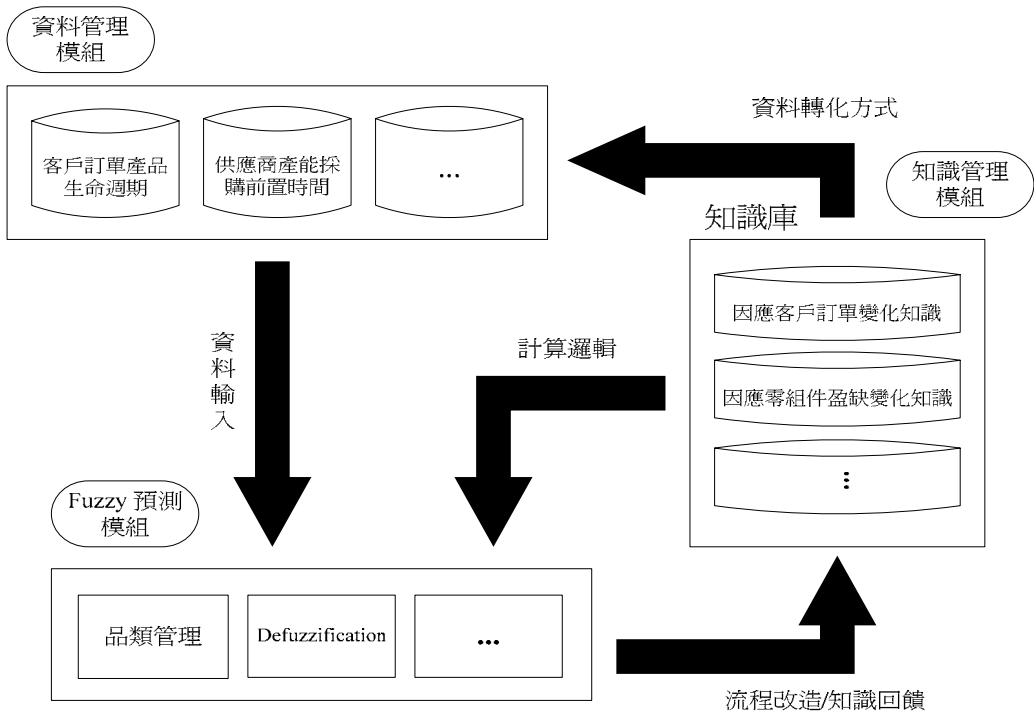 資料管理
模組
客戶訂單產品
生命週期
供應商產能採
購前置時間
...
資料轉化方式
知識管理
模組
知識庫
因應客戶訂單變化知識
因應零組件盈缺變化知識
...
資料輸入
計算邏輯
Fuzzy 預測
模組
品類管理
Defuzzification
...
流程改造/知識回饋